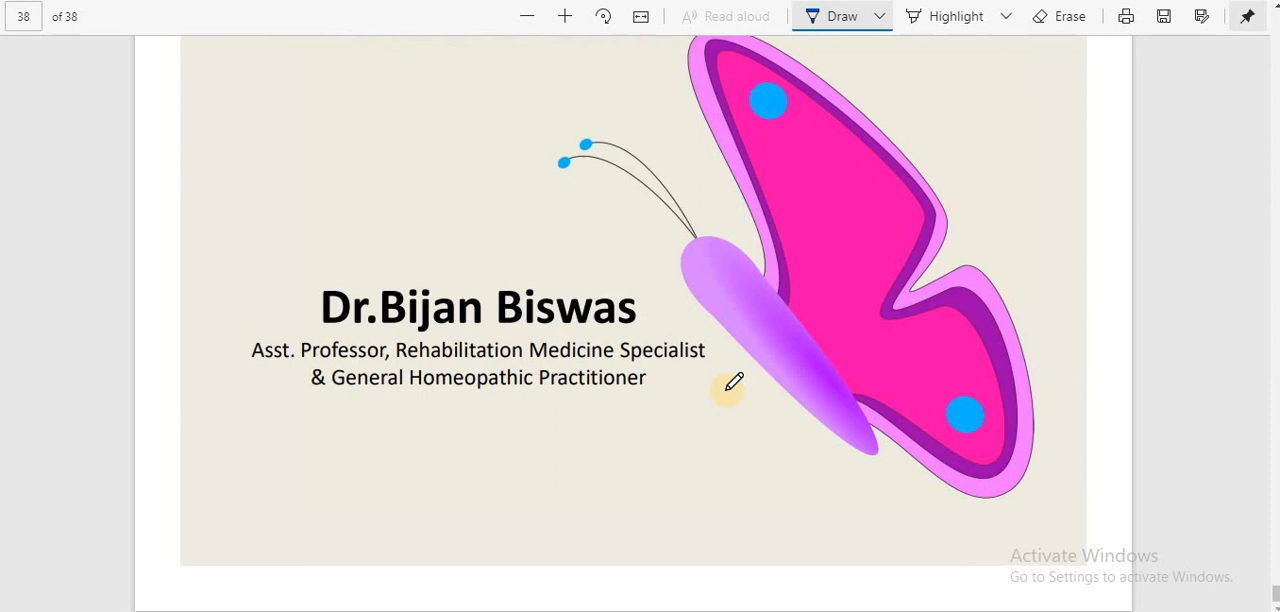 38 of 38 Read aloud Draw Highlight Erase
Dr.Bijan Biswas
Asst. Professor, Rehabilitation Medicine Specialist
& General Homeopathic Practitioner
Activate Windows
Go to Settings to activate Windows.